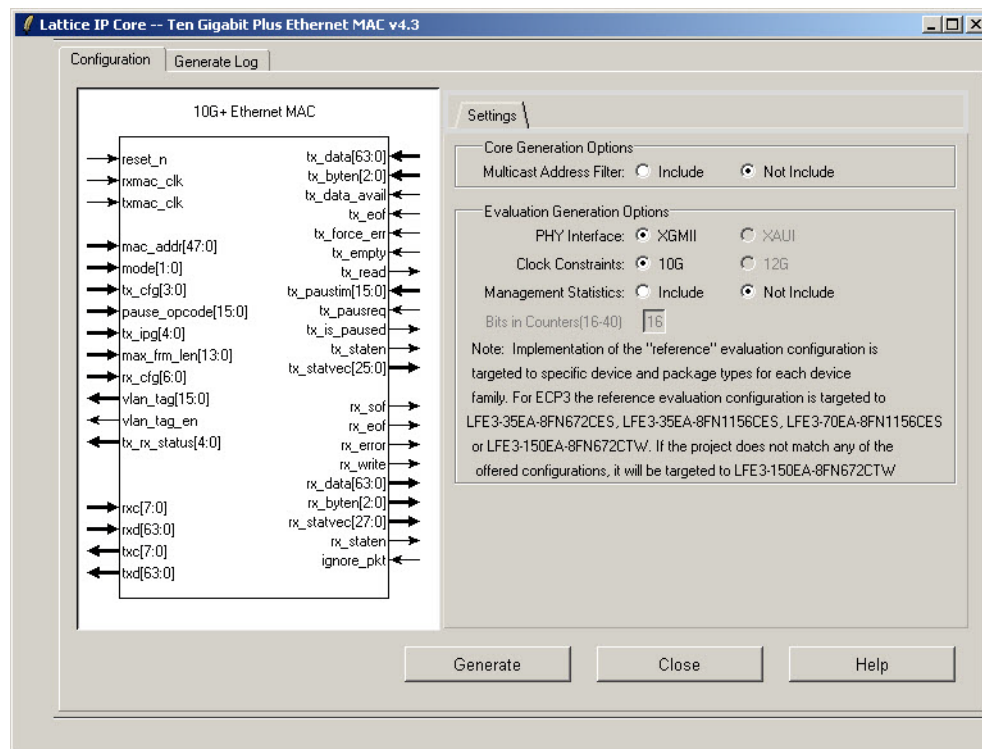 Lattice IP Core -- Ten Gigabit Plus Ethernet MAC v4.3
Configuration
Generate Log
10G+ Ethernet MAC
reset_n
rxmac_clk
txmac_clk
mac_addr[47:0]
mode[1:0]
tx_cfg[3:0]
pause_opcode[15:0]
tx_ipg[4:0]
max_frm_len[13:0]
rx_cfg[6:0]
vlan_tag[15:0]
vlan_tag_en
tx_rx_status[4:0]
rxc[7:0]
rxd[63:0]
txc[7:0]
txd[63:0]
tx_data[63:0]
tx_byten[2:0]
tx_data_avail
tx_eof
tx_force_err
tx_empty
tx_read
tx_paustim[15:0]
tx_pausreq
tx_is_paused
tx_staten
tx_statvec[25:0]
rx_sof
rx_eof
rx_error
rx_write
rx_data[63:0]
rx_byten[2:0]
rx_statvec[27:0]
rx_staten
ignore_pkt
Settings
Core Generation Options
Multicast Address Filter: Include Not Include
Evaluation Generation Options
PHY Interface: XGMII XAUI
Clock Constraints: 10G 12G
Management Statistics: Include Not Include
Bits in Counters(16-40) 16
Note: Implementation of the "reference" evaluation configuration is
targeted to specific device and package types for each device
family. For ECP3 the reference evaluation configuration is targeted to
LFE3-35EA-8FN672CES, LFE3-35EA-8FN1156CES, LFE3-70EA-8FN1156CES
or LFE3-150EA-8FN672CTW. If the project does not match any of the
offered configurations, it will be targeted to LFE3-150EA-8FN672CTW
Generate
Close
Help